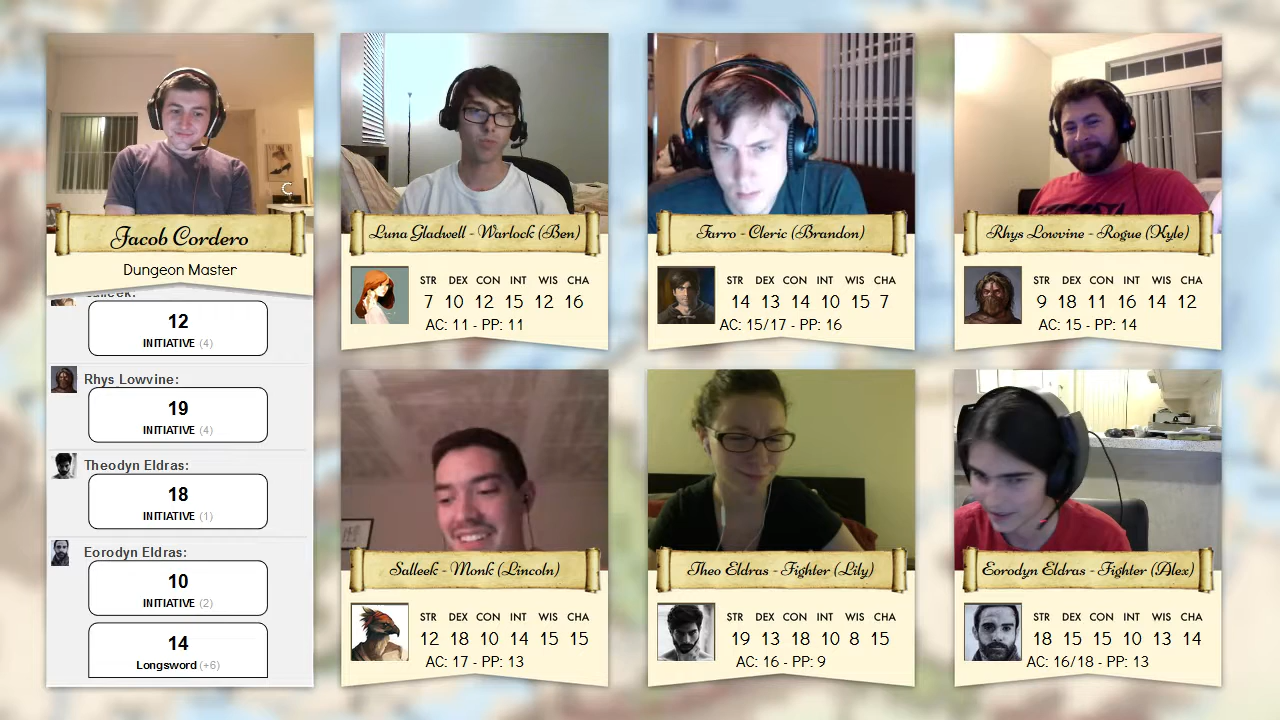 Jacob Cordero
Dungeon Master
12
INITIATIVE (4)
Rhys Lowvine:
19
INITIATIVE (4)
Theodyn Eldras:
18
INITIATIVE (1)
Eorodyn Eldras:
10
INITIATIVE (2)
14
Longsword (+6)
Luna Gladwell - Warlock (Ben)
STR DEX CON INT WIS CHA
7 10 12 15 12 16
AC: 11 - PP: 11
Farro - Cleric (Brandon)
STR DEX CON INT WIS CHA
14 13 14 10 15 7
AC: 15/17 - PP: 16
Rhys Lowvine - Rogue (Kyle)
STR DEX CON INT WIS CHA
9 18 11 16 14 12
AC: 15 - PP: 14
Salleek - Monk (Lincoln)
STR DEX CON INT WIS CHA
12 18 10 14 15 15
AC: 17 - PP: 13
Theo Eldras - Fighter (Lily)
STR DEX CON INT WIS CHA
19 13 18 10 8 15
AC: 16 - PP: 9
Eorodyn Eldras - Fighter (Alex)
STR DEX CON INT WIS CHA
18 15 15 10 13 14
AC: 16/18 - PP: 13